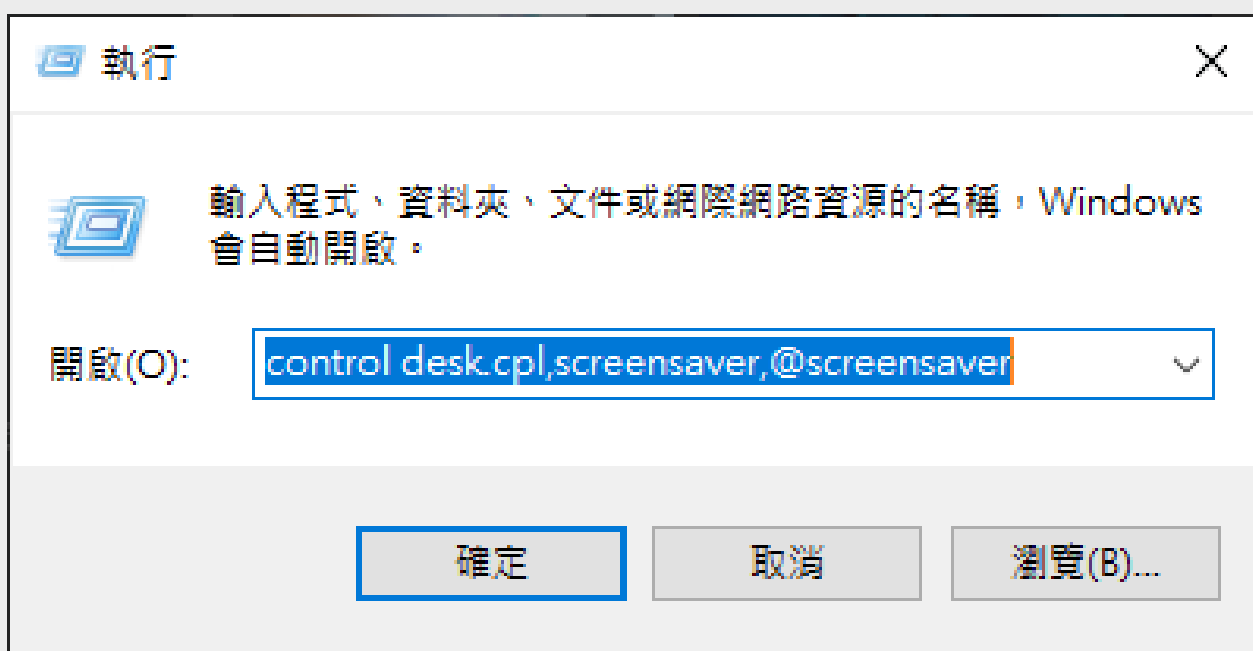 執行
輸入程式、資料夾、文件或網際網路資源的名稱，Windows
會自動開啟。
開啟(O): control desk.cpl,screensaver,@screensaver
確定 取消 瀏覽(B)...